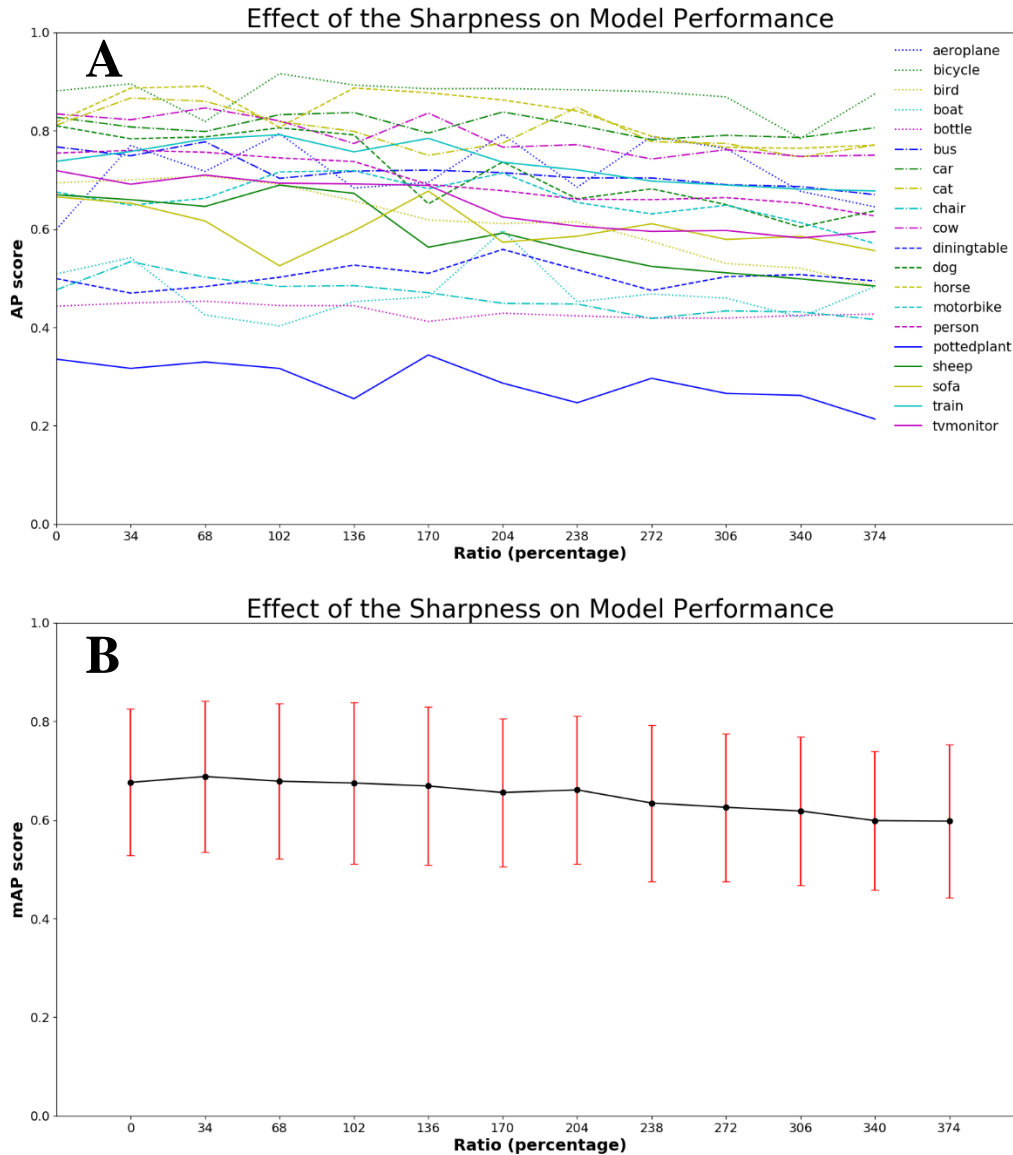 Effect of the Sharpness on Model Performance
A
1.0
0.8
0.6
0.4
0.2
0.0
AP score
0 34 68 102 136 170 204 238 272 306 340 374
Ratio (percentage)
aeroplane
bicycle
bird
boat
bottle
bus
car
cat
chair
cow
diningtable
dog
horse
motorbike
person
pottedplant
sheep
sofa
train
tvmonitor
Effect of the Sharpness on Model Performance
B
1.0
0.8
0.6
0.4
0.2
0.0
mAP score
0 34 68 102 136 170 204 238 272 306 340 374
Ratio (percentage)